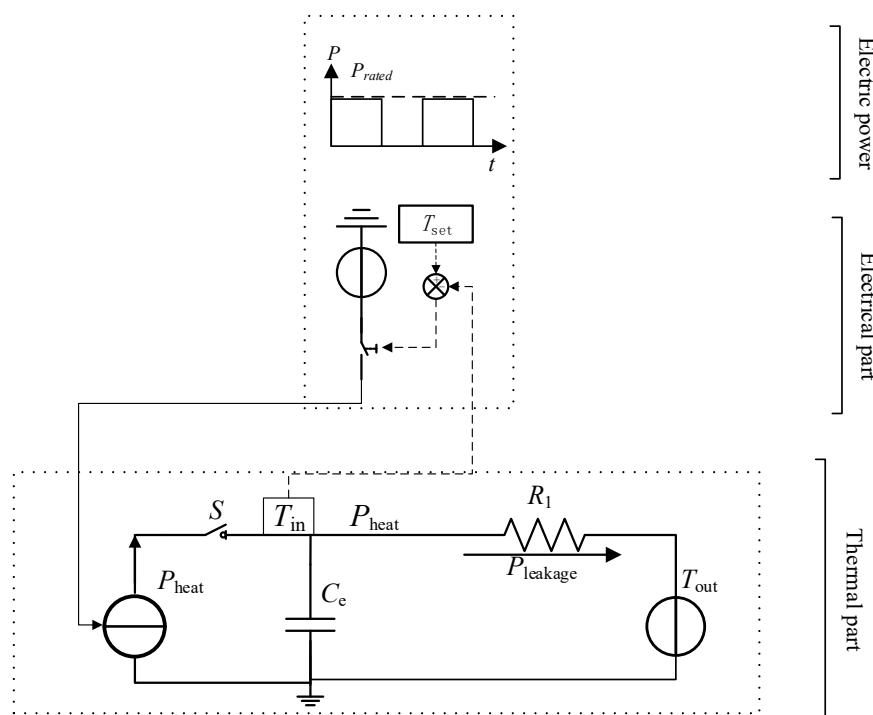 P
P_rated
t
Electric power
T_set
Electrical part
S
T_in
P_heat
R_1
P_leakage
P_heat
C_e
T_out
Thermal part